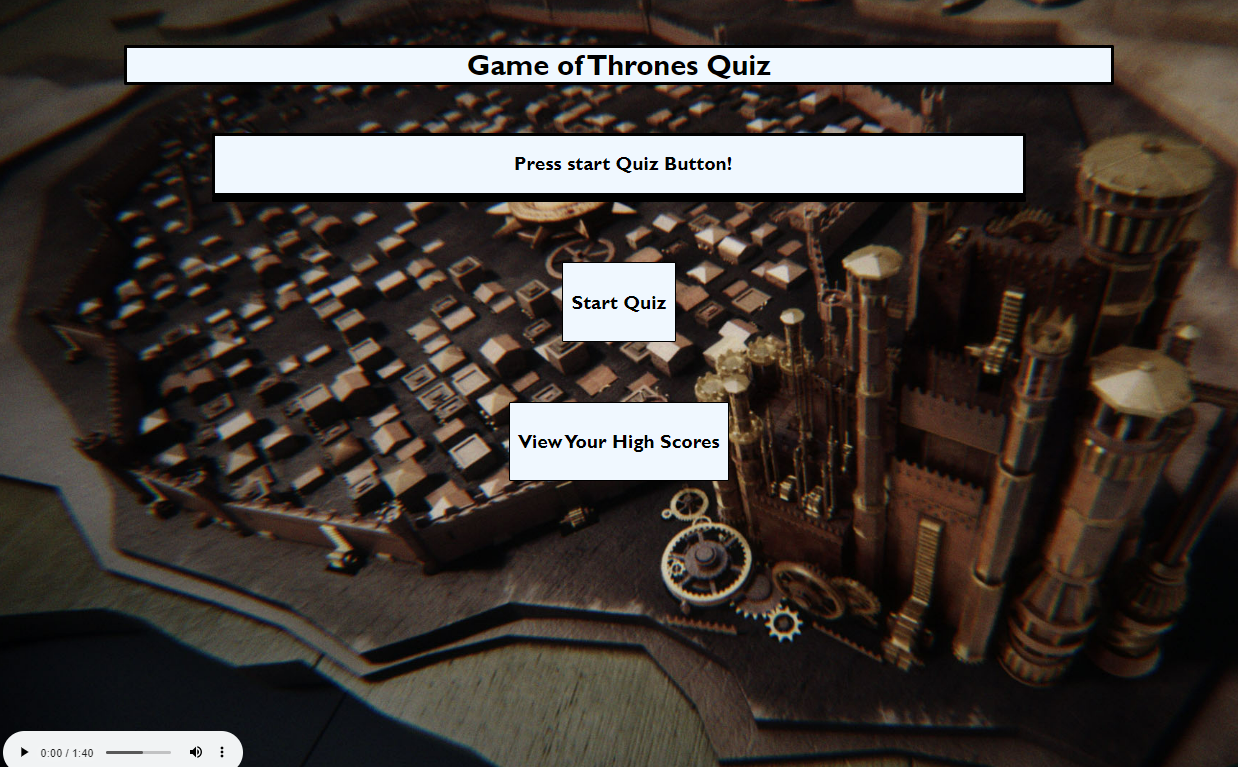 Game of Thrones Quiz
Press start Quiz Button!
Start Quiz
View Your High Scores
0:00 / 1:40